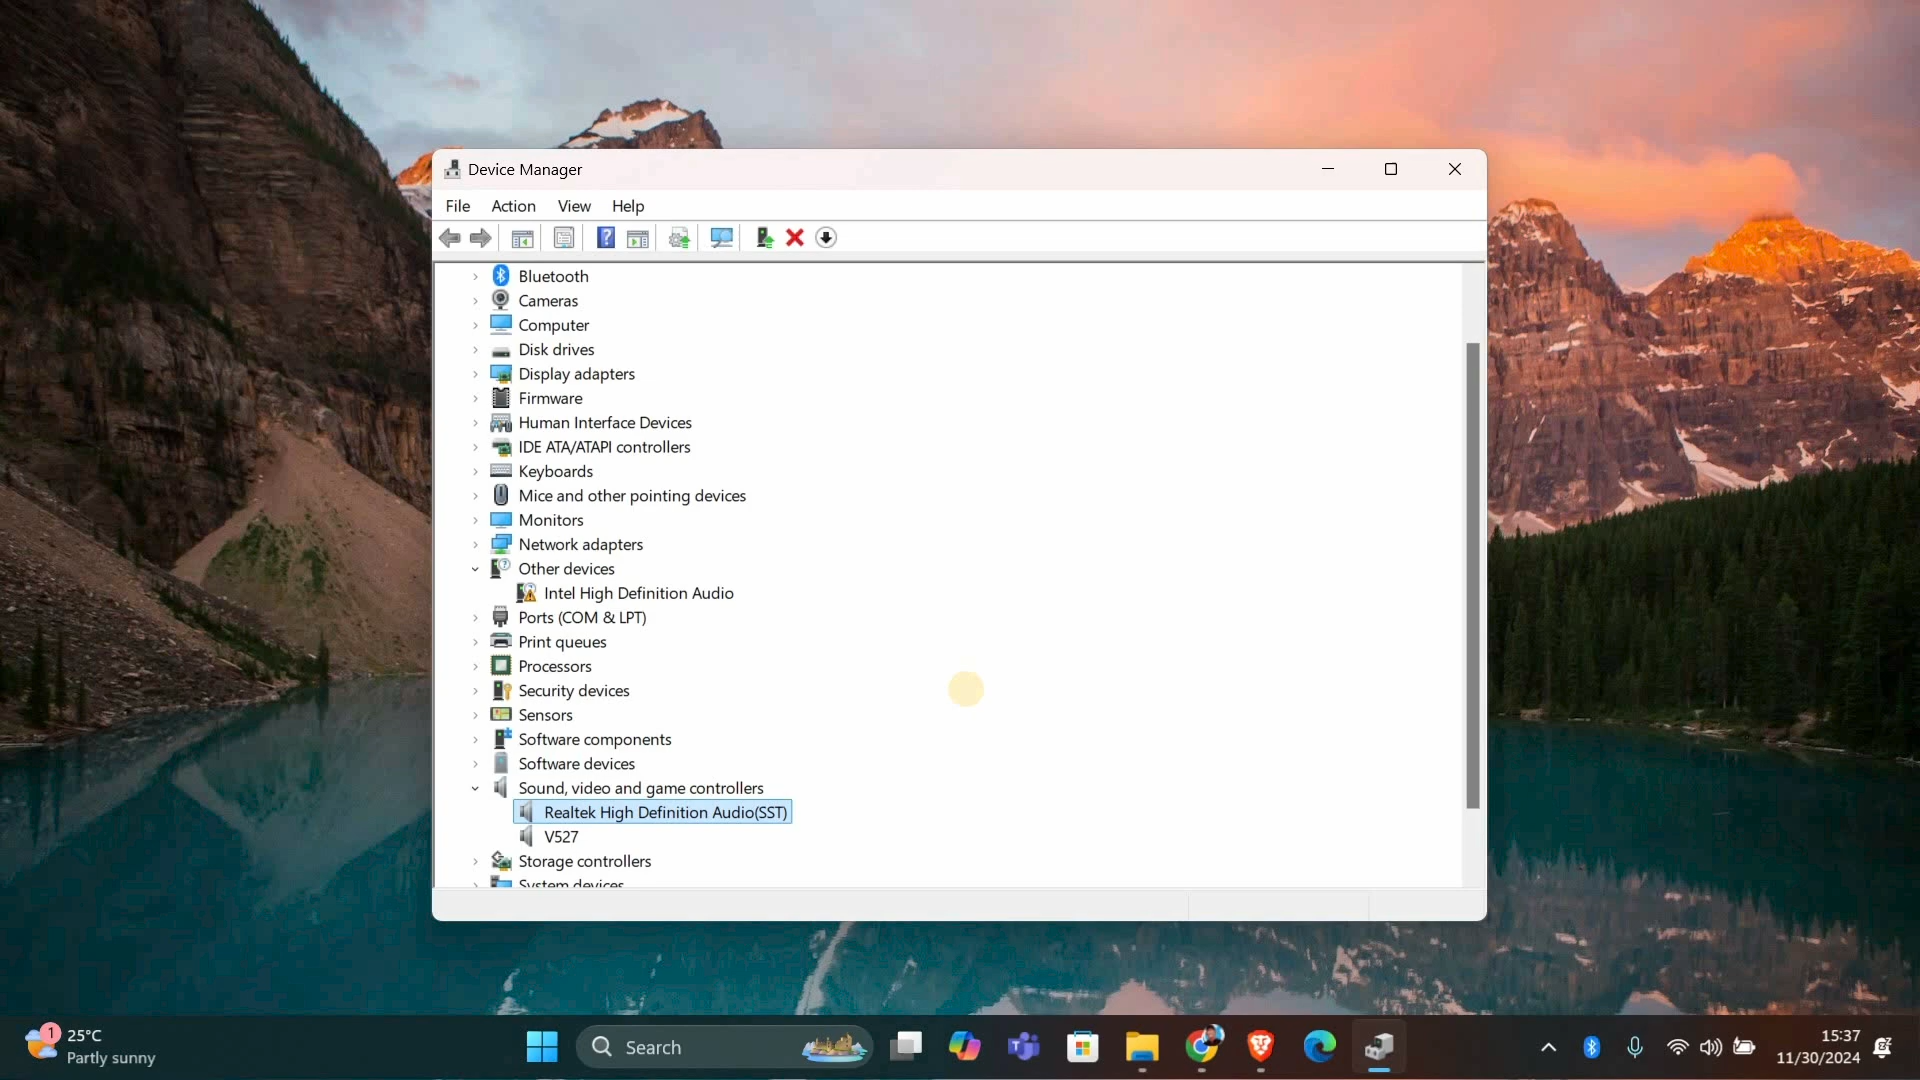 Device Manager
File Action View Help
Bluetooth
Cameras
Computer
Disk drives
Display adapters
Firmware
Human Interface Devices
IDE ATA/ATAPI controllers
Keyboards
Mice and other pointing devices
Monitors
Network adapters
Other devices
Intel High Definition Audio
Ports (COM & LPT)
Print queues
Processors
Security devices
Sensors
Software components
Software devices
Sound, video and game controllers
Realtek High Definition Audio(SST)
V527
Storage controllers
System devices
1
25°C
Partly sunny
Search
15:37
11/30/2024